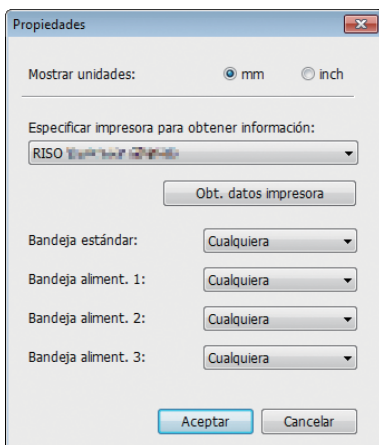 Propiedades
Mostrar unidades: mm inch
Especificar impresora para obtener información:
RISO
Obt. datos impresora
Bandeja estándar: Cualquiera
Bandeja aliment. 1: Cualquiera
Bandeja aliment. 2: Cualquiera
Bandeja aliment. 3: Cualquiera
Aceptar Cancelar